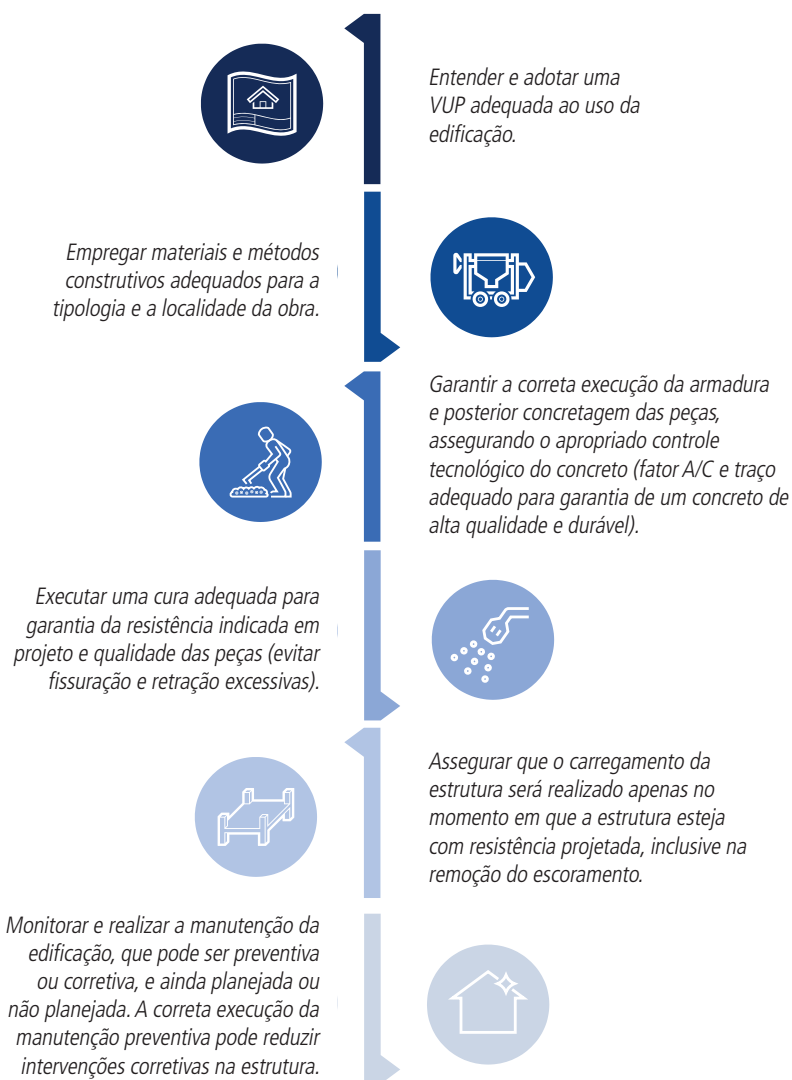 Entender e adotar uma
VUP adequada ao uso da
edificação.
Empregar materiais e métodos
construtivos adequados para a
tipologia e a localidade da obra.
Garantir a correta execução da armadura
e posterior concretagem das peças,
assegurando o apropriado controle
tecnológico do concreto (fator A/C e traço
adequado para garantia de um concreto de
alta qualidade e durável).
Executar uma cura adequada para
garantia da resistência indicada em
projeto e qualidade das peças (evitar
fissuração e retração excessivas).
Assegurar que o carregamento da
estrutura será realizado apenas no
momento em que a estrutura esteja
com resistência projetada, inclusive na
remoção do escoramento.
Monitorar e realizar a manutenção da
edificação, que pode ser preventiva
ou corretiva, e ainda planejada ou
não planejada. A correta execução da
manutenção preventiva pode reduzir
intervenções corretivas na estrutura.